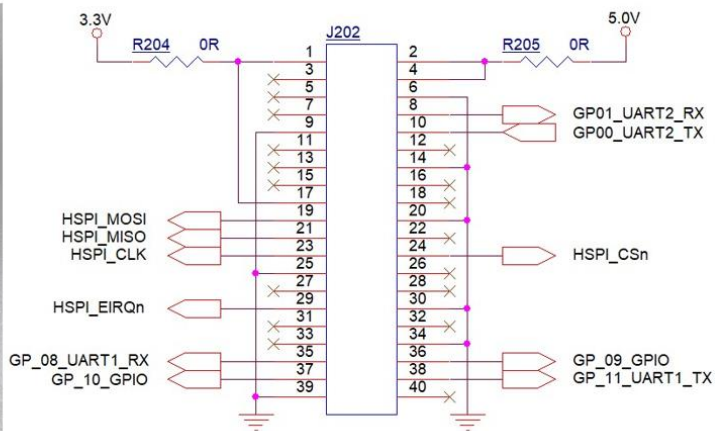 3.3V
5.0V
R204 0R
J202
R205 0R
1 2
3 4
5 6
7 8 GP01_UART2_RX
9 10 GP00_UART2_TX
11 12
13 14
15 16
17 18
HSPI_MOSI 19 20
HSPI_MISO 21 22
HSPI_CLK 23 24 HSPI_CSn
25 26
27 28
HSPI_EIRQn 29 30
31 32
33 34
GP_08_UART1_RX 35 36 GP_09_GPIO
GP_10_GPIO 37 38 GP_11_UART1_TX
39 40